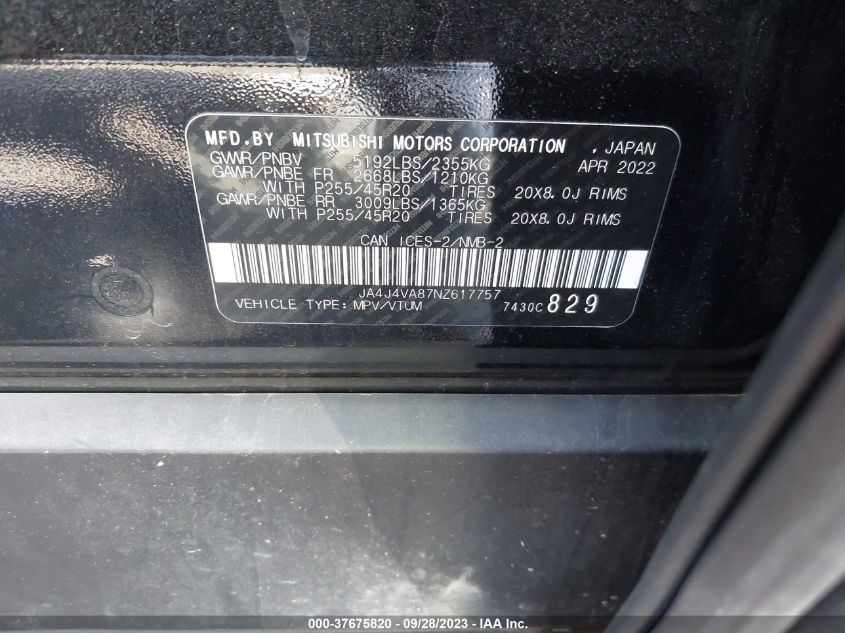 MFD.BY MITSUBISHI MOTORS CORPORATION , JAPAN
GVWR/PNBV 5192LBS/2355KG APR 2022
GAWR/PNBE FR 2668LBS/1210KG
WITH P255/45R20 TIRES 20X8.0J RIMS
GAWR/PNBE RR 3009LBS/1365KG
WITH P255/45R20 TIRES 20X8.0J RIMS
CAN ICES-2/NMB-2
JA4J4VA87NZ617757
VEHICLE TYPE: MPV/VTUM 7430C 829
000-37675820 - 09/28/2023 - IAA Inc.